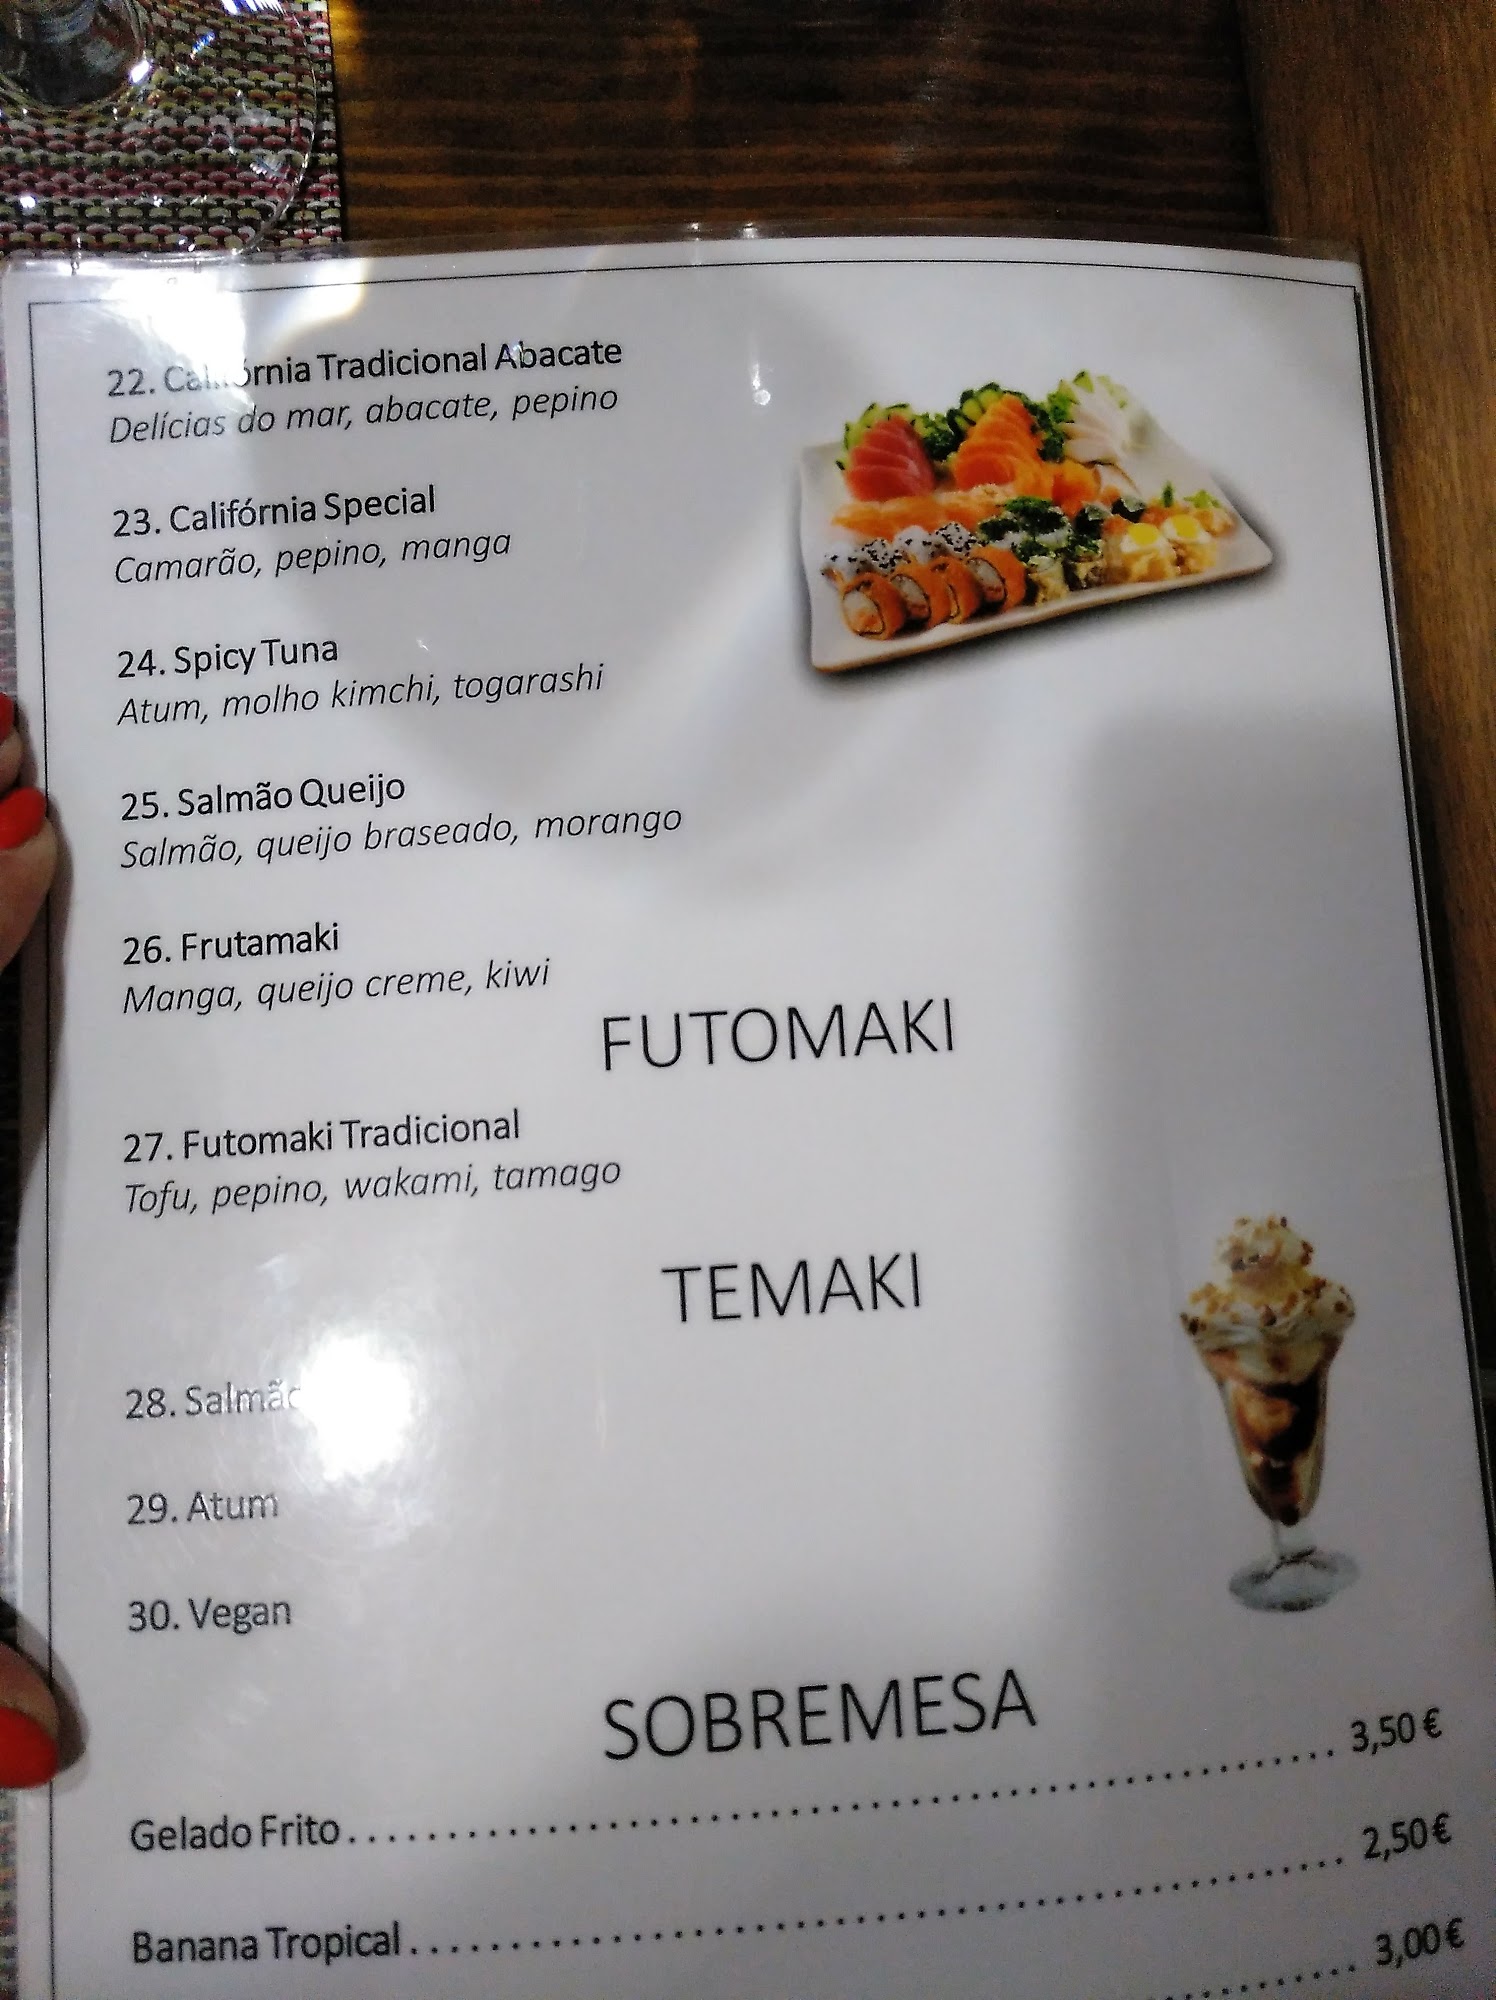 22. Califórnia Tradicional Abacate
Delícias do mar, abacate, pepino
23. Califórnia Special
Camarão, pepino, manga
24. Spicy Tuna
Atum, molho kimchi, togarashi
25. Salmão Queijo
Salmão, queijo braseado, morango
26. Frutamaki
Manga, queijo creme, kiwi
FUTOMAKI
27. Futomaki Tradicional
Tofu, pepino, wakami, tamago
TEMAKI
28. Salmão
29. Atum
30. Vegan
SOBREMESA
Gelado Frito.......... 3,50 €
Banana Tropical.......... 2,50 €
3,00 €